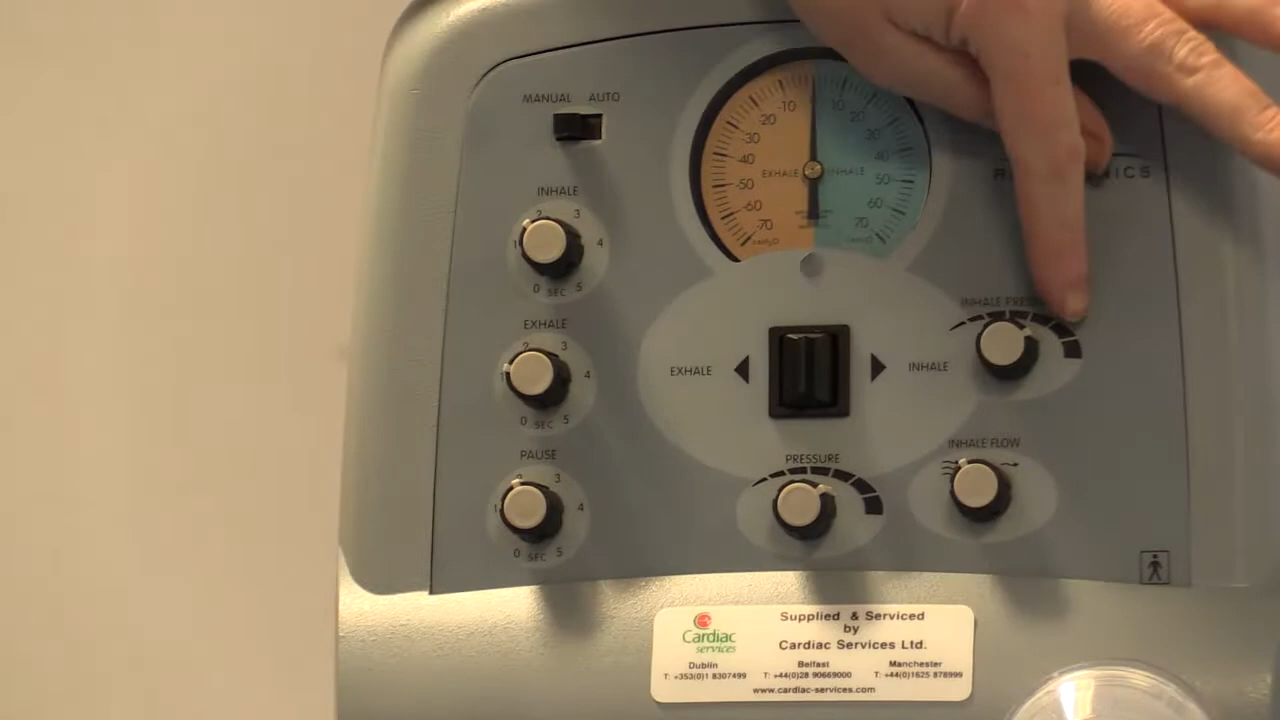 MANUAL AUTO
INHALE
0 1 2 3 4 5
SEC
EXHALE
0 1 2 3 4 5
SEC
PAUSE
0 1 2 3 4 5
SEC
-10 10
-20 20
-30 30
-40 40
EXHALE INHALE
-50 50
-60 60
-70 70
EXHALE INHALE
PRESSURE
INHALE
INHALE FLOW
Supplied & Serviced
by
Cardiac Services Ltd.
Cardiac
services
Dublin Belfast Manchester
T: +353(0)1 8307499 T: +44(0)28 90669000 T: +44(0)1625 878999
www.cardiac-services.com